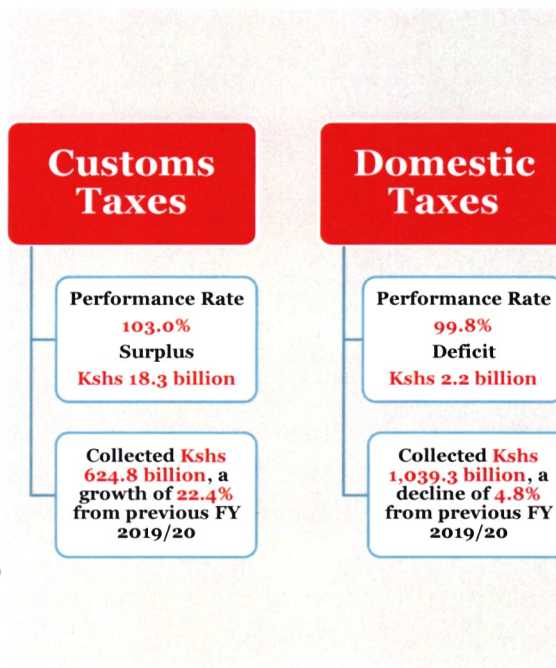 Customs
Taxes
Performance Rate
103.0%
Surplus
Kshs 18.3 billion
Collected Kshs
624.8 billion, a
growth of 22.4%
from previous FY
2019/20
Domestic
Taxes
Performance Rate
99.8%
Deficit
Kshs 2.2 billion
Collected Kshs
1,039.3 billion, a
decline of 4.8%
from previous FY
2019/20